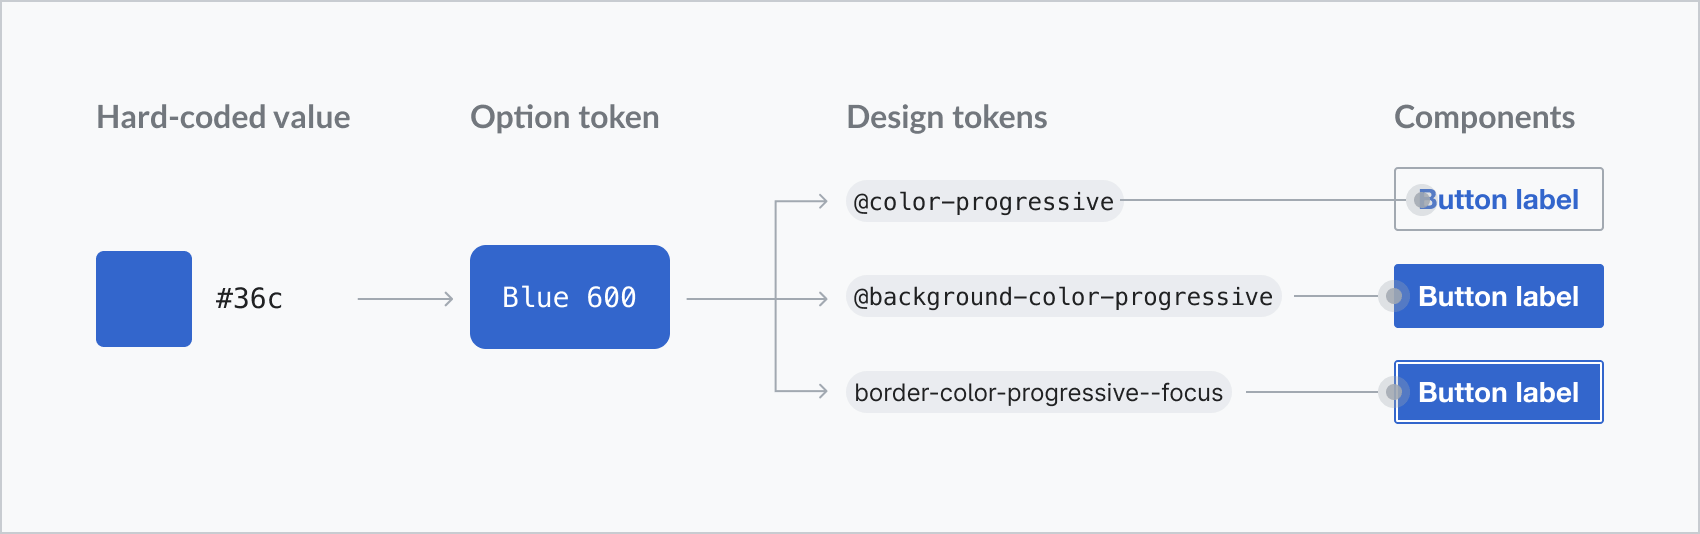 Hard-coded value
Option token
Design tokens
Components
#36c
Blue 600
@color-progressive
@background-color-progressive
border-color-progressive--focus
Button label
Button label
Button label